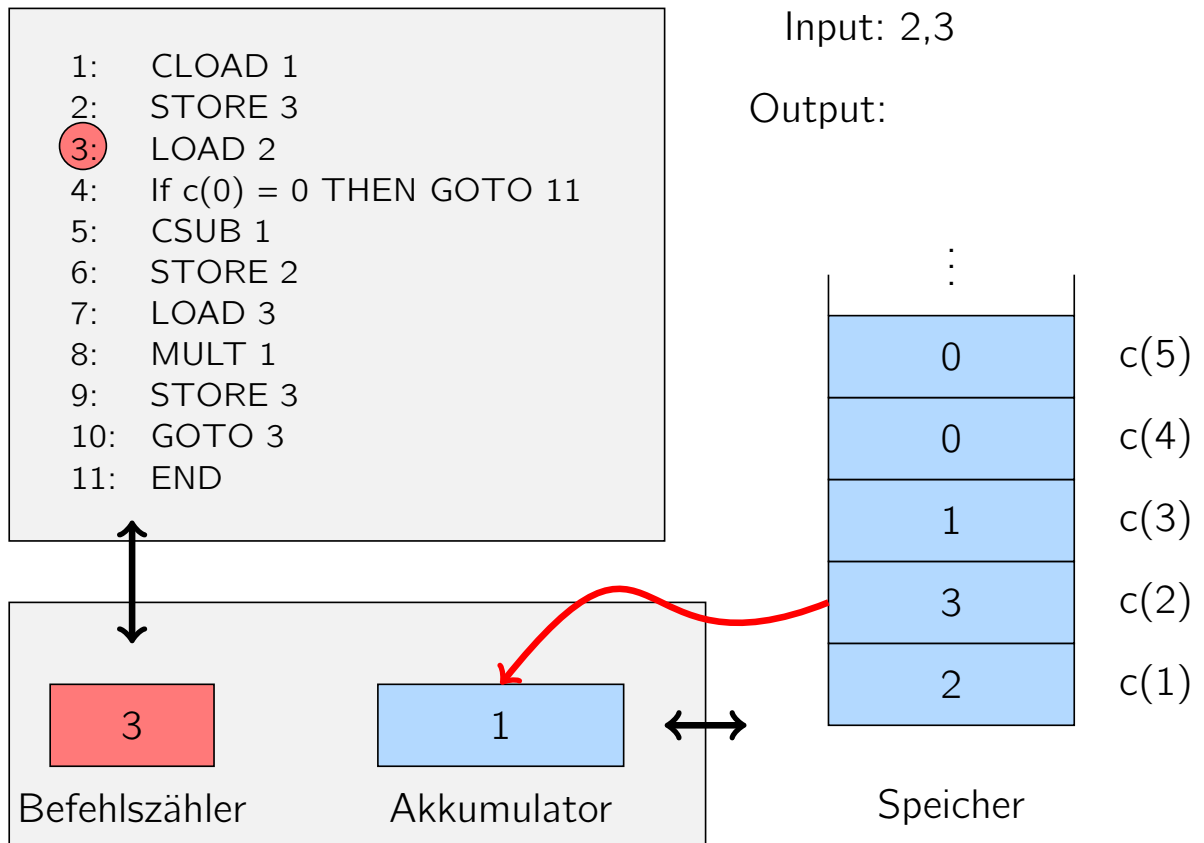 Input: 2,3
Output:
1: CLOAD 1
2: STORE 3
3: LOAD 2
4: If c(0) = 0 THEN GOTO 11
5: CSUB 1
6: STORE 2
7: LOAD 3
8: MULT 1
9: STORE 3
10: GOTO 3
11: END
⋮
0 c(5)
0 c(4)
1 c(3)
3 c(2)
2 c(1)
Speicher
3
Befehlszähler
1
Akkumulator